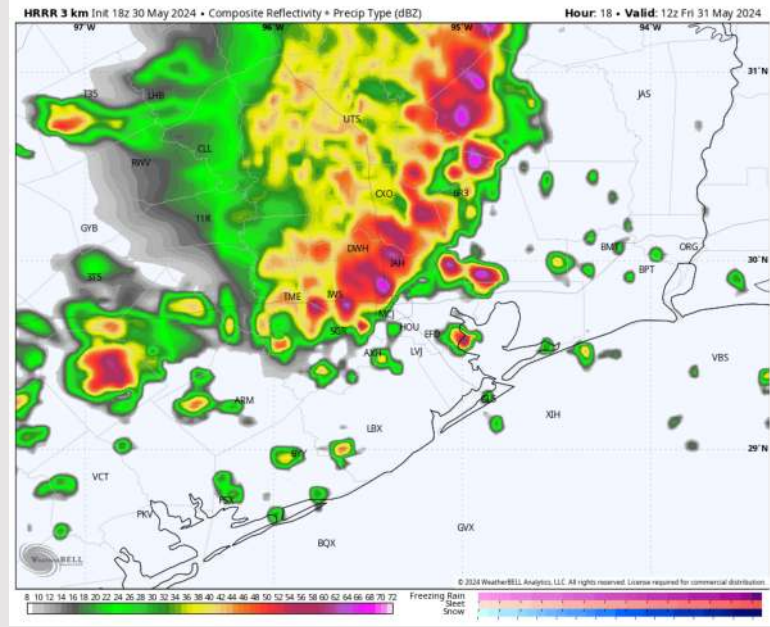 HRRR 3 km Init 18z 30 May 2024 • Composite Reflectivity + Precip Type (dBZ) Hour: 18 • Valid: 12z Fri 31 May 2024
97°W 96°W 95°W 94°W
31°N
T35 LHB JAS
UTS
CLL
RWV
CXO 6R3
11R
GYB
DWH BMT ORG
IAH BPT
3T5
TME IWS
MCJ
SGR HOU EFD
AXH LVJ VBS
30°N
ARM GLS
XIH
LBX
BYY 29°N
VCT
PSX
PKV
GVX
BQX
WeatherBELL
© 2024 WeatherBELL Analytics, LLC. All rights reserved. License required for commercial distribution.
8 10 12 14 16 18 20 22 24 26 28 30 32 34 36 38 40 42 44 46 48 50 52 54 56 58 60 62 64 66 68 70 72
Freezing Rain
Sleet
Snow